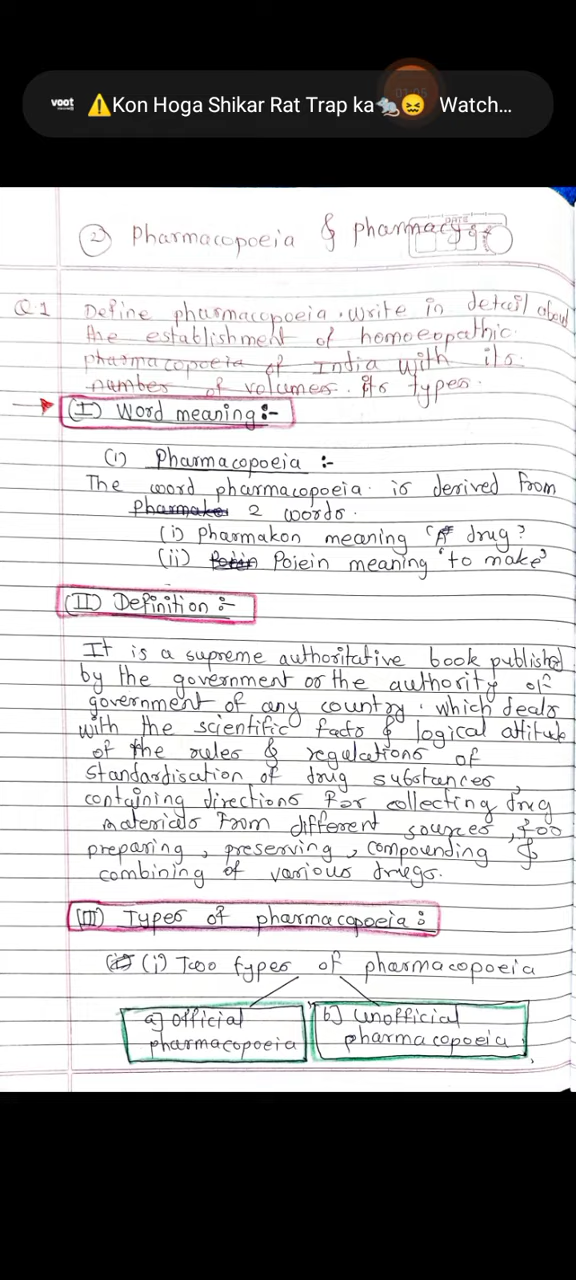 01:05
voot ⚠️Kon Hoga Shikar Rat Trap ka🐀😖 Watch...
DATE
2) Pharmacopoeia & pharmacy
Q.1 Define pharmacopoeia. Write in detail about
the establishment of homoeopathic
pharmacopoeia of India with its
number of volumes. its types.
(I) Word meaning :-
(i) Pharmacopoeia :-
The word pharmacopoeia is derived from
Pharmako 2 words.
(i) Pharmakon meaning 'A drug'
(ii) Poiein Poiein meaning 'to make'
(II) Definition :-
It is a supreme authoritative book published
by the government or the authority of
government of any country. which deals
with the scientific facts & logical attitude
of the rules & regulations of
standardisation of drug substances,
containing directions for collecting drug
materials from different sources, for
preparing, preserving, compounding &
combining of various drugs.
(III) Types of pharmacopoeia :
(i) (i) Two types of pharmacopoeia
a) official b) unofficial
pharmacopoeia pharmacopoeia